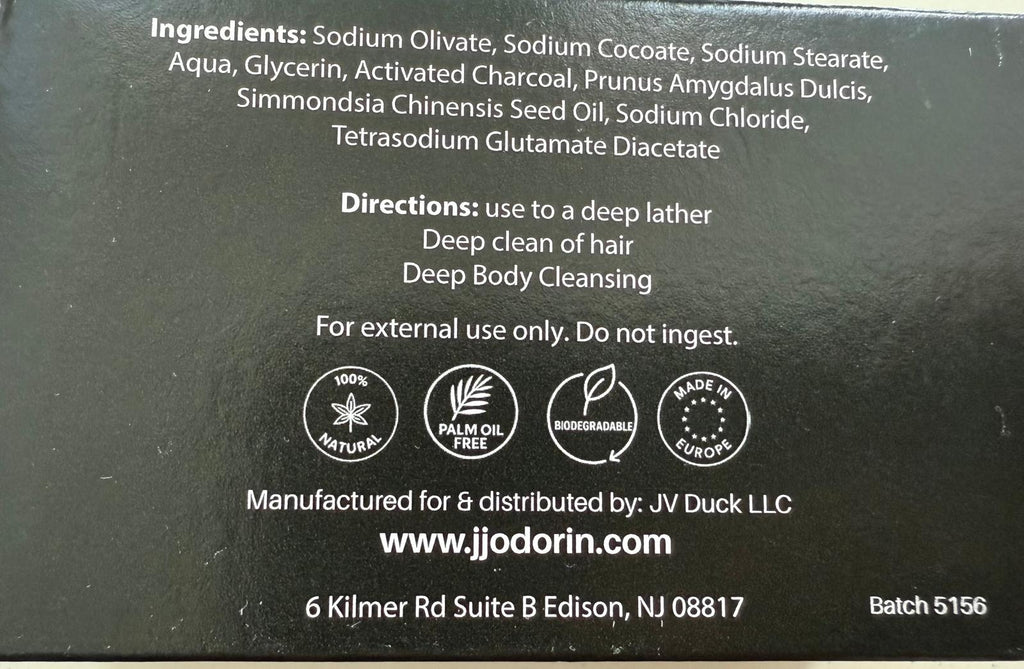 Ingredients: Sodium Olivate, Sodium Cocoate, Sodium Stearate,
Aqua, Glycerin, Activated Charcoal, Prunus Amygdalus Dulcis,
Simmondsia Chinensis Seed Oil, Sodium Chloride,
Tetrasodium Glutamate Diacetate
Directions: use to a deep lather
Deep clean of hair
Deep Body Cleansing
For external use only. Do not ingest.
100%
NATURAL
PALM OIL
FREE
BIODEGRADABLE
MADE IN
EUROPE
Manufactured for & distributed by: JV Duck LLC
www.jjodorin.com
6 Kilmer Rd Suite B Edison, NJ 08817
Batch 5156